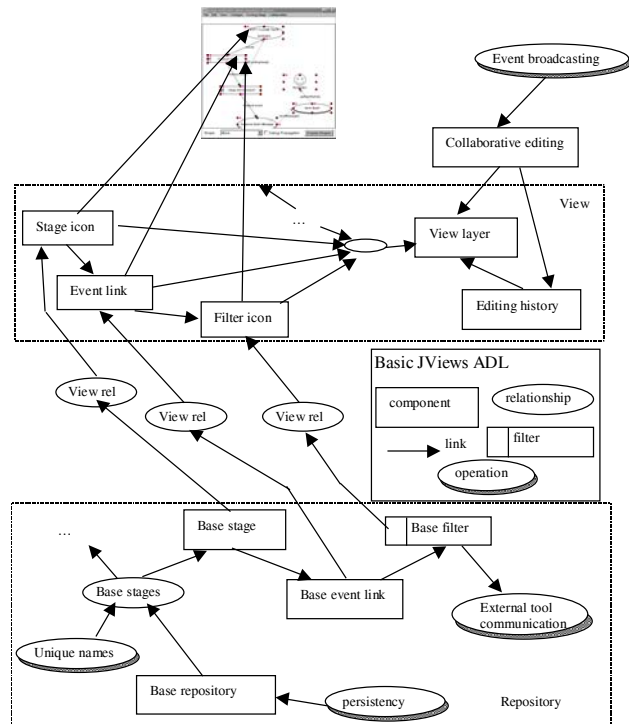 Event broadcasting
Collaborative editing
View
...
Stage icon
View layer
Event link
Editing history
Filter icon
Basic JViews ADL
component
relationship
link
filter
operation
View rel
View rel
View rel
Base stage
Base filter
...
Base stages
Base event link
External tool
communication
Unique names
Base repository
persistency
Repository